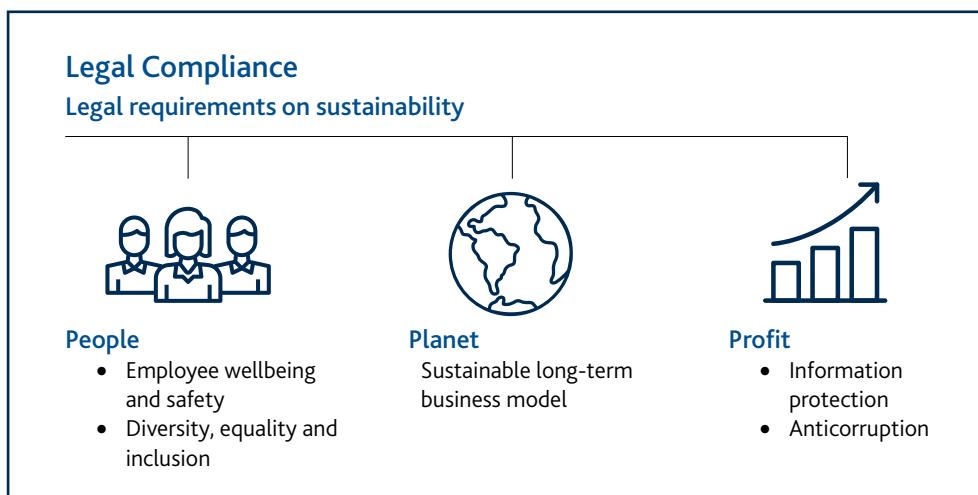 Legal Compliance
Legal requirements on sustainability
People
• Employee wellbeing
and safety
• Diversity, equality and
inclusion
Planet
Sustainable long-term
business model
Profit
• Information
protection
• Anticorruption